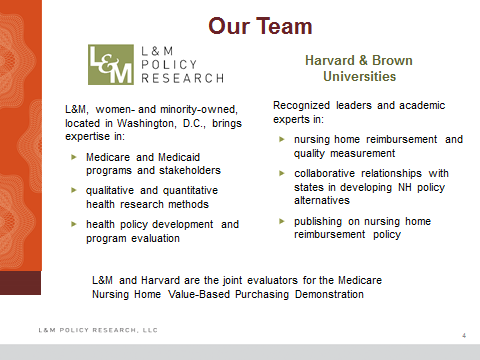 Our Team
L&M
L & M
POLICY
RESEARCH
L&M, women- and minority-owned,
located in Washington, D.C., brings
expertise in:
Medicare and Medicaid
programs and stakeholders
qualitative and quantitative
health research methods
health policy development and
program evaluation
Harvard & Brown
Universities
Recognized leaders and academic
experts in:
nursing home reimbursement and
quality measurement
collaborative relationships with
states in developing NH policy
alternatives
publishing on nursing home
reimbursement policy
L&M and Harvard are the joint evaluators for the Medicare
Nursing Home Value-Based Purchasing Demonstration
L&M POLICY RESEARCH, LLC
4